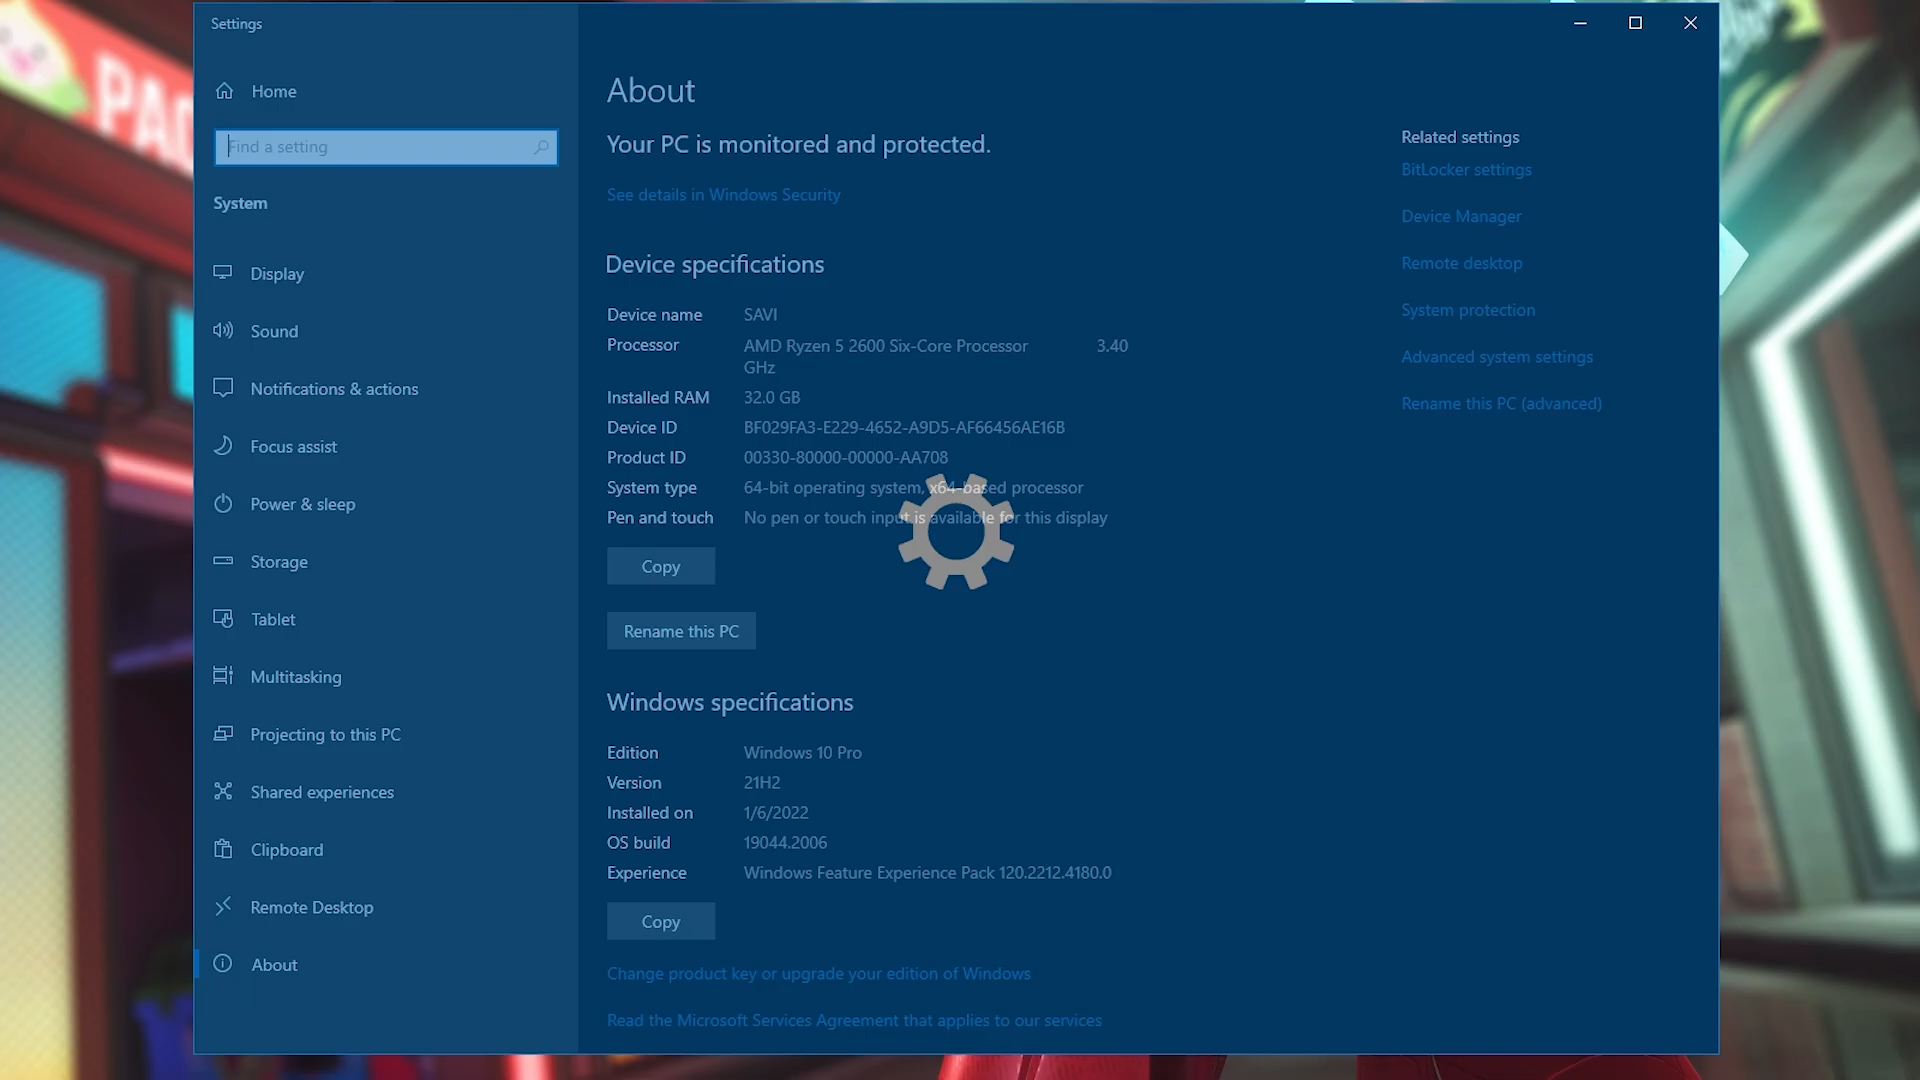 Settings
Home
Find a setting
System
Display
Sound
Notifications & actions
Focus assist
Power & sleep
Storage
Tablet
Multitasking
Projecting to this PC
Shared experiences
Clipboard
Remote Desktop
About
About
Your PC is monitored and protected.
See details in Windows Security
Device specifications
Device name SAVI
Processor AMD Ryzen 5 2600 Six-Core Processor 3.40
GHz
Installed RAM 32.0 GB
Device ID BF029FA3-E229-4652-A9D5-AF66456AE16B
Product ID 00330-80000-00000-AA708
System type 64-bit operating system, x64-based processor
Pen and touch No pen or touch input is available for this display
Copy
Rename this PC
Windows specifications
Edition Windows 10 Pro
Version 21H2
Installed on 1/6/2022
OS build 19044.2006
Experience Windows Feature Experience Pack 120.2212.4180.0
Copy
Change product key or upgrade your edition of Windows
Read the Microsoft Services Agreement that applies to our services
Related settings
BitLocker settings
Device Manager
Remote desktop
System protection
Advanced system settings
Rename this PC (advanced)